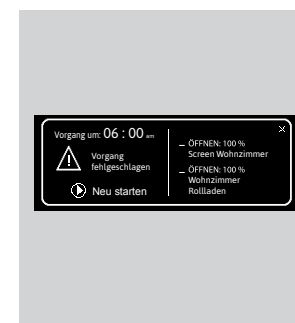 Vorgang um: 06 : 00 am
Vorgang
fehlgeschlagen
Neu starten
– ÖFFNEN: 100 %
Screen Wohnzimmer
– ÖFFNEN: 100 %
Wohnzimmer
Rollladen